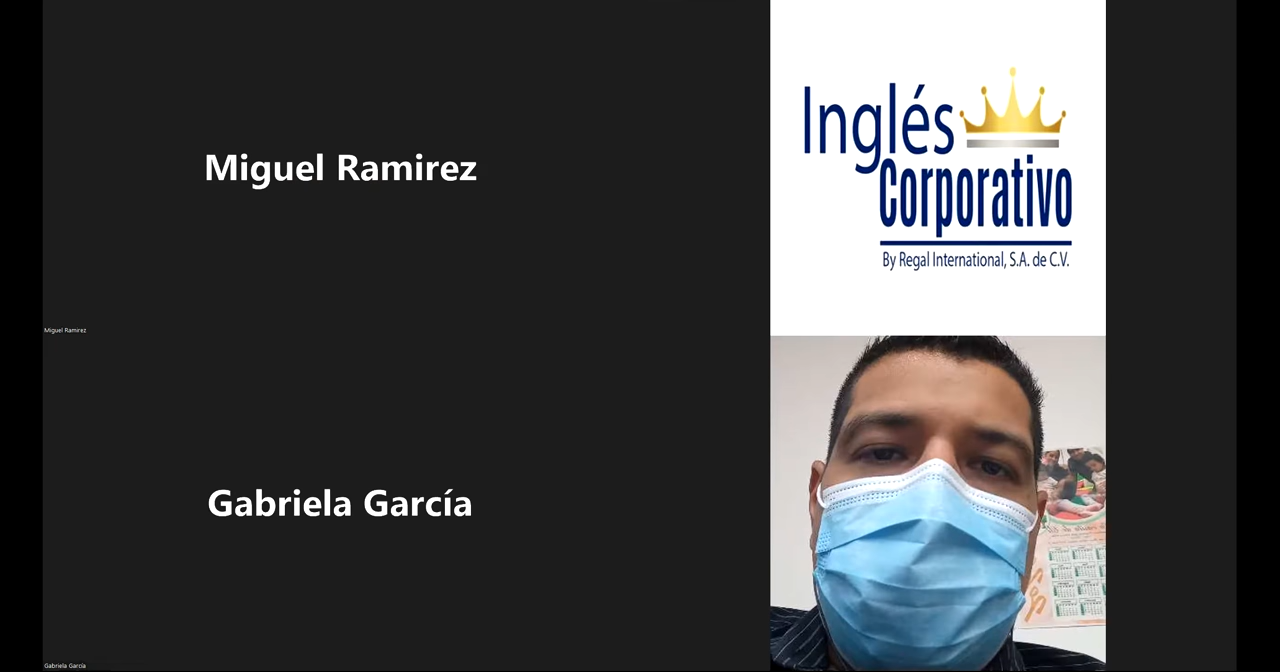 Miguel Ramirez
Inglés
Corporativo
By Regal International, S.A. de C.V.
Miguel Ramirez
Gabriela García
Gabriela García